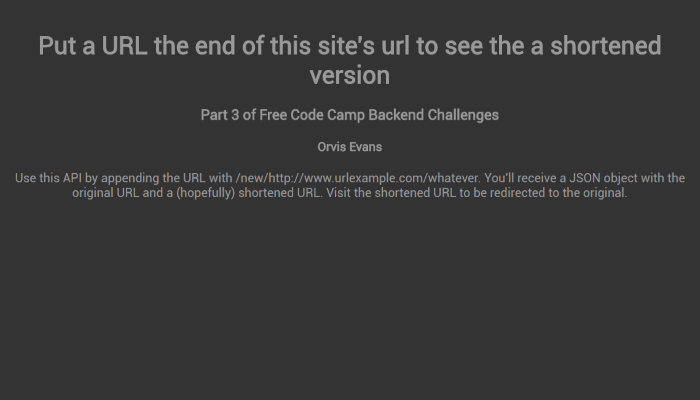 Put a URL the end of this site's url to see the a shortened
version
Part 3 of Free Code Camp Backend Challenges
Orvis Evans
Use this API by appending the URL with /new/http://www.urlexample.com/whatever. You'll receive a JSON object with the
original URL and a (hopefully) shortened URL. Visit the shortened URL to be redirected to the original.